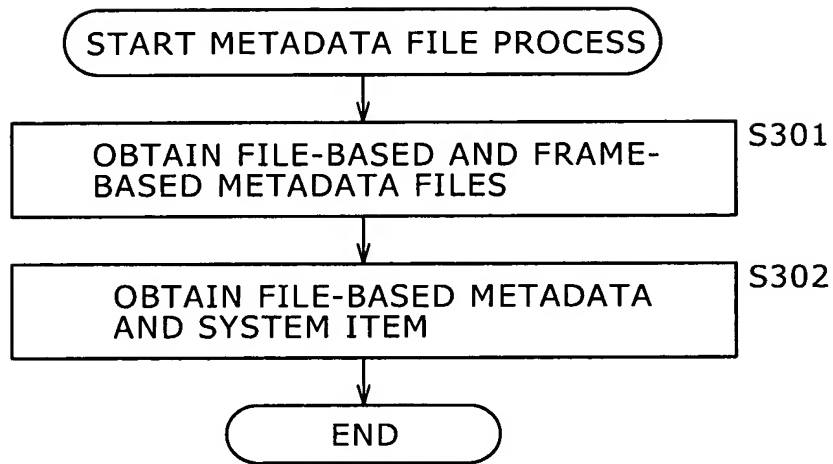 START METADATA FILE PROCESS
OBTAIN FILE-BASED AND FRAME-
BASED METADATA FILES
S301
OBTAIN FILE-BASED METADATA
AND SYSTEM ITEM
S302
END